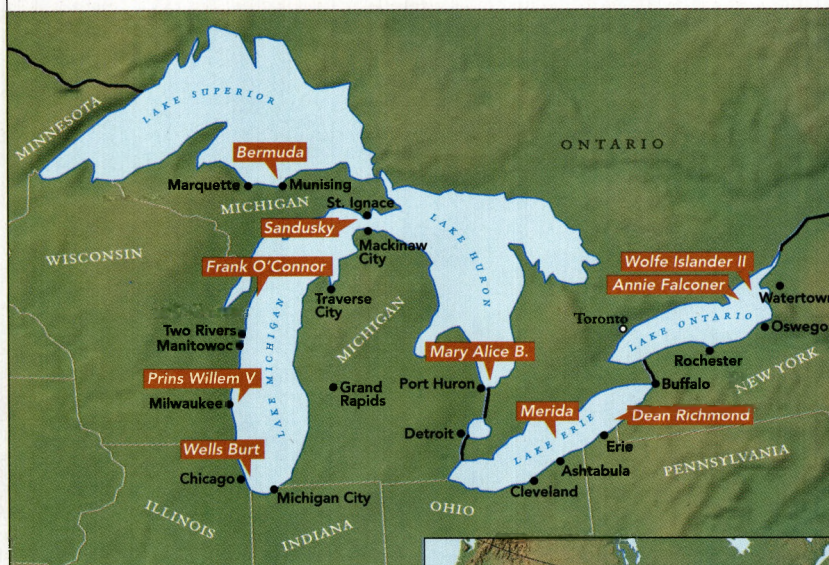 LAKE SUPERIOR
MINNESOTA
ONTARIO
Bermuda
Marquette
Munising
MICHIGAN
St. Ignace
Sandusky
Mackinaw
City
WISCONSIN
Frank O'Connor
LAKE HURON
Wolfe Islander II
Annie Falconer
Watertown
Traverse
City
Toronto
LAKE ONTARIO
Oswego
Two Rivers
Manitowoc
LAKE MICHIGAN
MICHIGAN
Mary Alice B.
Rochester
NEW YORK
Prins Willem V
Milwaukee
Grand
Rapids
Port Huron
Buffalo
Merida
Dean Richmond
Detroit
LAKE ERIE
Erie
Wells Burt
Chicago
Michigan City
Ashtabula
Cleveland
PENNSYLVANIA
ILLINOIS
INDIANA
OHIO